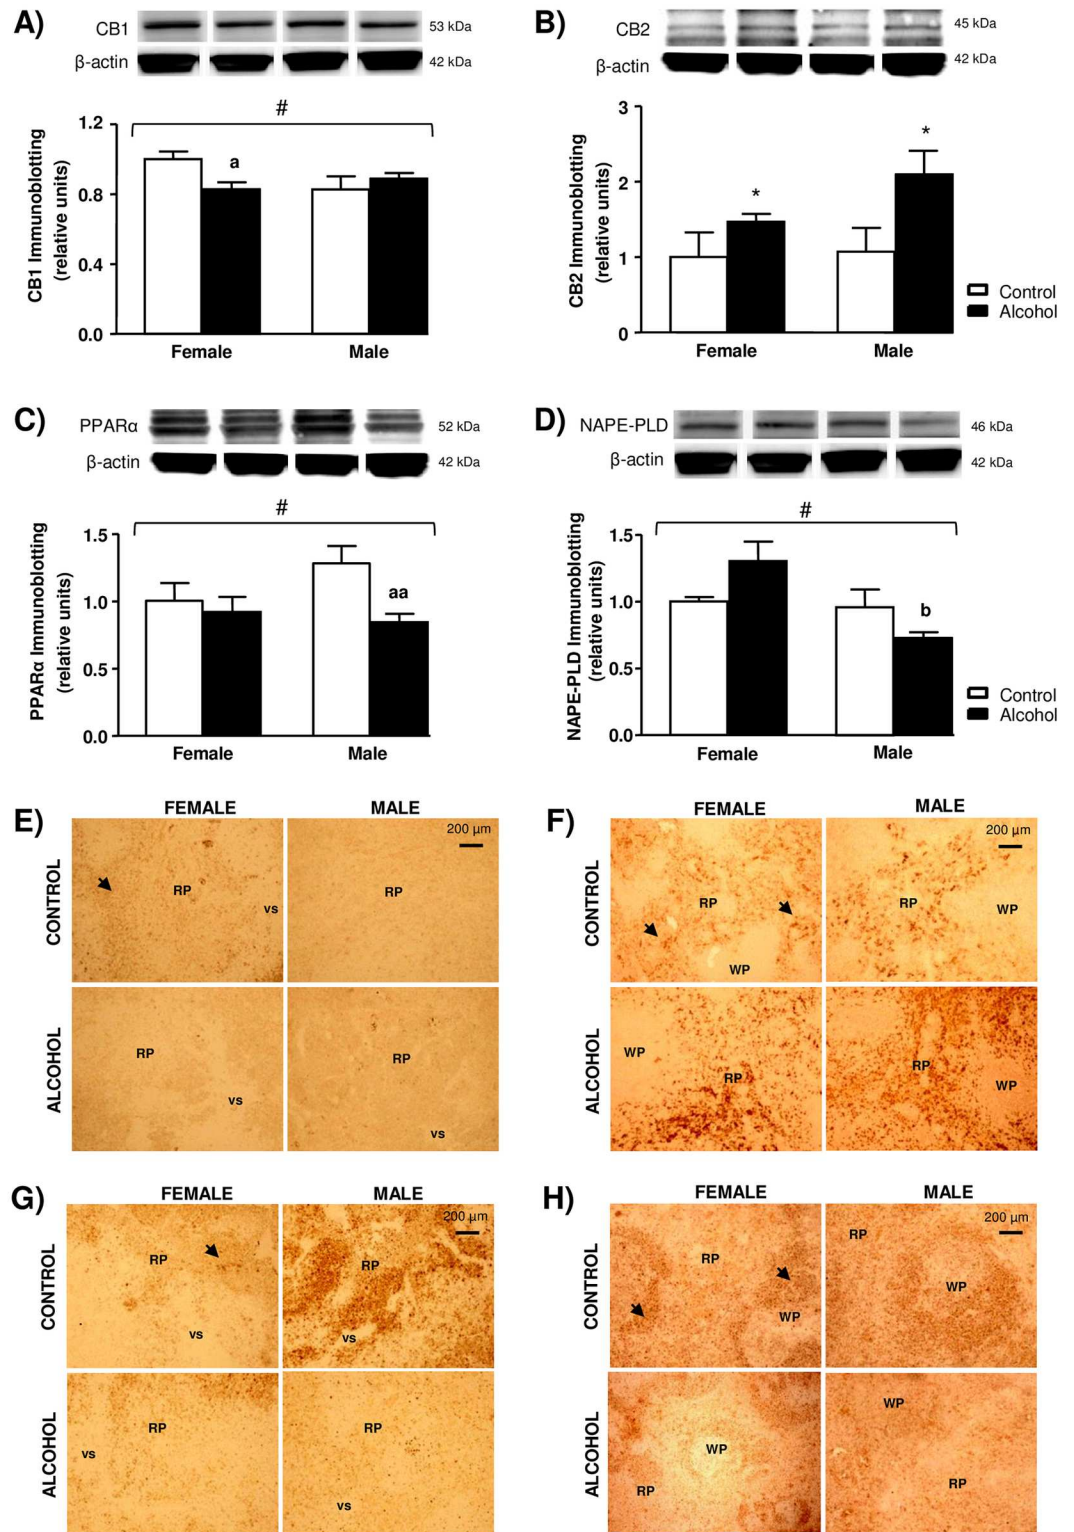 A)
CB1
53 kDa
β-actin
42 kDa
#
CB1 Immunoblotting
(relative units)
1.2
0.8
0.4
0.0
a
Female
Male
B)
CB2
45 kDa
β-actin
42 kDa
CB2 Immunoblotting
(relative units)
3
2
1
0
*
*
Female
Male
Control
Alcohol
C)
PPARα
52 kDa
β-actin
42 kDa
#
PPARα Immunoblotting
(relative units)
1.5
1.0
0.5
0.0
aa
Female
Male
D)
NAPE-PLD
46 kDa
β-actin
42 kDa
#
NAPE-PLD Immunoblotting
(relative units)
1.5
1.0
0.5
0.0
b
Female
Male
Control
Alcohol
E)
FEMALE
MALE
CONTROL
RP
vs
200 µm
RP
ALCOHOL
RP
vs
RP
vs
F)
FEMALE
MALE
CONTROL
RP
WP
200 µm
RP
WP
ALCOHOL
WP
RP
RP
WP
G)
FEMALE
MALE
CONTROL
RP
vs
200 µm
RP
vs
ALCOHOL
RP
vs
RP
vs
H)
FEMALE
MALE
CONTROL
RP
WP
200 µm
RP
WP
ALCOHOL
WP
RP
WP
RP